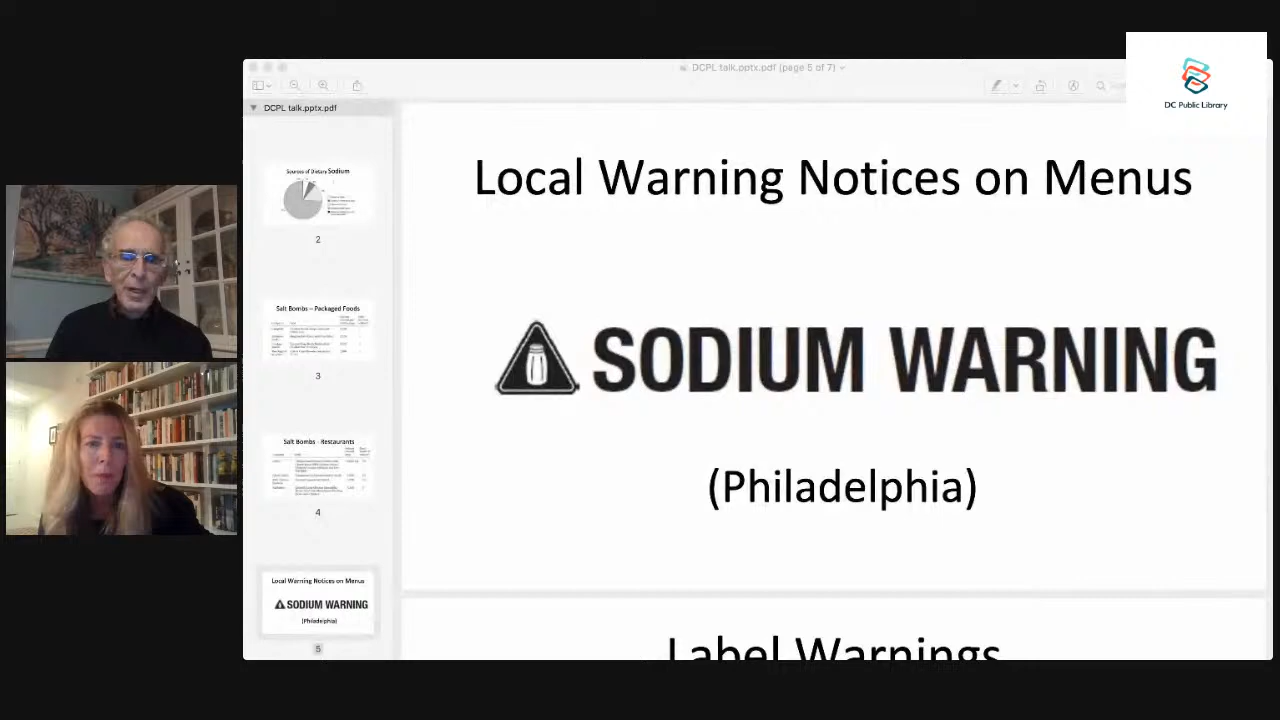 DCPL talk.pptx.pdf (page 5 of 7)
DC Public Library
DCPL talk.pptx.pdf
Sources of Dietary Sodium
2
Salt Bombs – Packaged Foods
3
Salt Bombs - Restaurants
4
Local Warning Notices on Menus
SODIUM WARNING
(Philadelphia)
5
Local Warning Notices on Menus
SODIUM WARNING
(Philadelphia)
Label Warnings